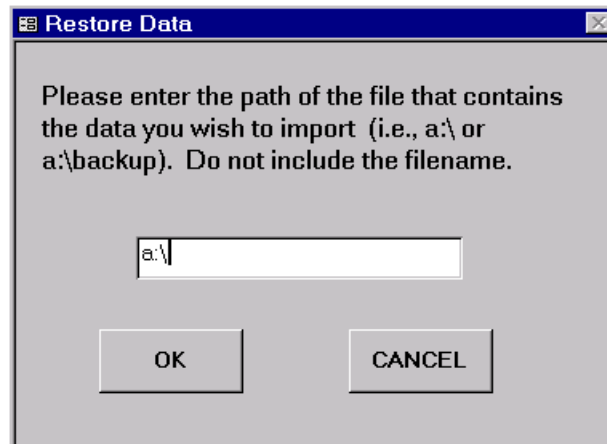 Restore Data
Please enter the path of the file that contains
the data you wish to import  (i.e., a:\ or
a:\backup).  Do not include the filename.
a:\
OK CANCEL